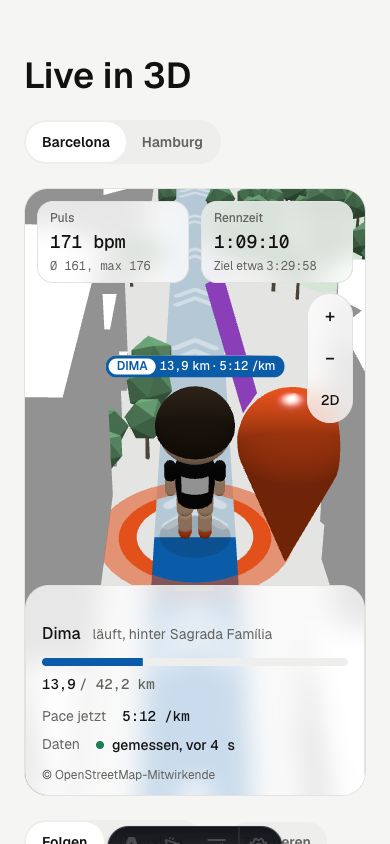 Live in 3D
Barcelona
Hamburg
Puls
171 bpm
Ø 161, max 176
Rennzeit
1:09:10
Ziel etwa 3:29:58
+
−
2D
DIMA 13,9 km · 5:12 /km
Dima läuft, hinter Sagrada Família
13,9 / 42,2 km
Pace jetzt 5:12 /km
Daten gemessen, vor 4 s
© OpenStreetMap-Mitwirkende
Folgen